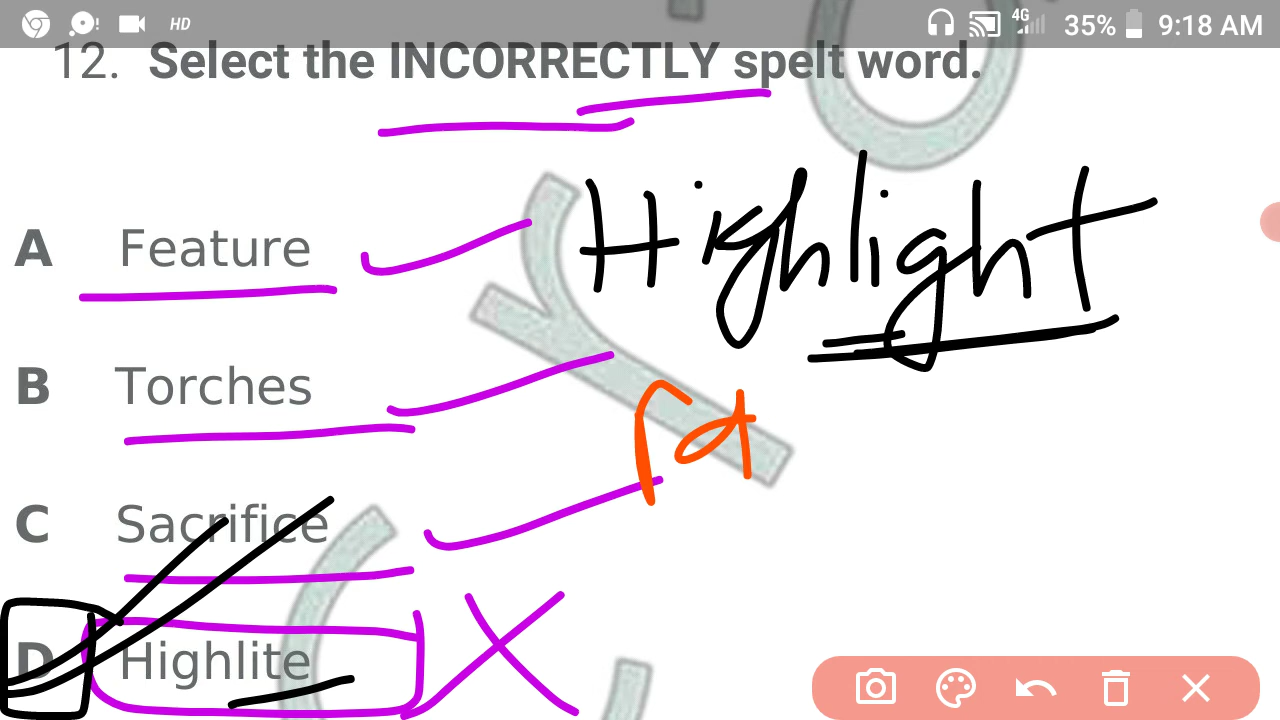 HD 4G 35% 9:18 AM
12. Select the INCORRECTLY spelt word.
Highlight
A Feature
B Torches
C Sacrifice
D Highlite